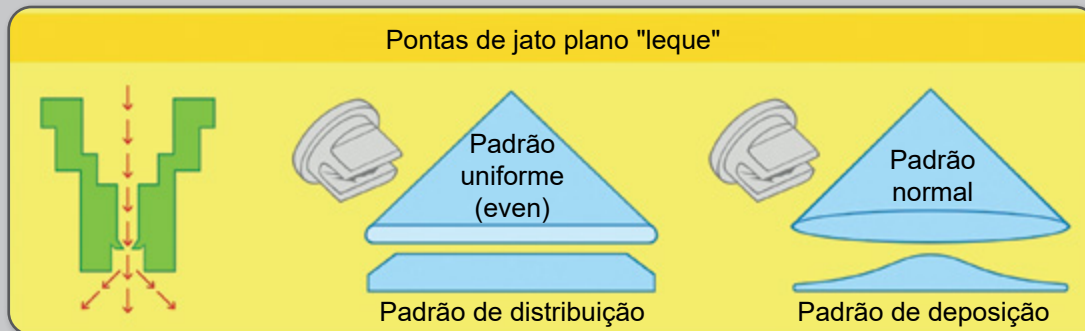 Pontas de jato plano "leque"
Padrão
uniforme
(even)
Padrão
normal
Padrão de distribuição
Padrão de deposição